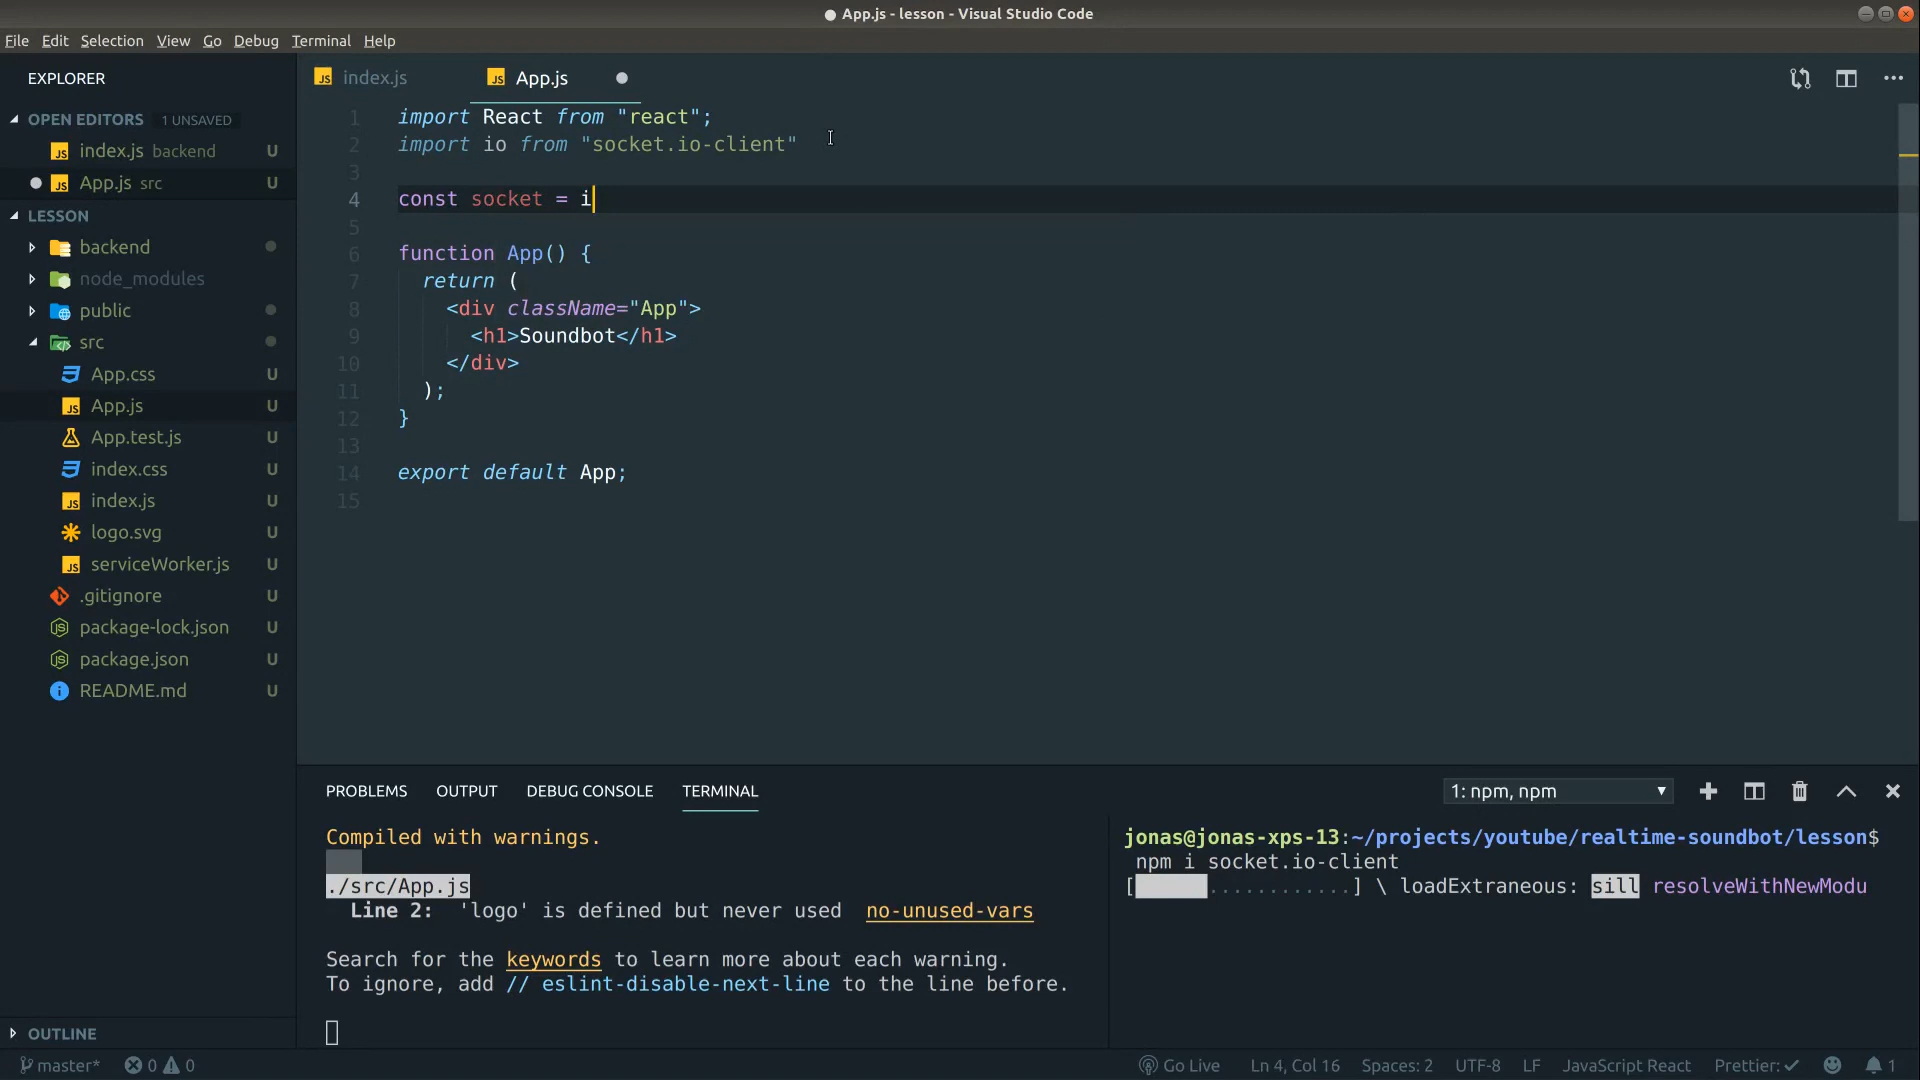 App.js - lesson - Visual Studio Code
File Edit Selection View Go Debug Terminal Help
EXPLORER
OPEN EDITORS 1 UNSAVED
index.js backend U
App.js src U
LESSON
backend
node_modules
public
src
App.css U
App.js U
App.test.js U
index.css U
index.js U
logo.svg U
serviceWorker.js U
.gitignore U
package-lock.json U
package.json U
README.md U
OUTLINE
index.js
App.js
1 import React from "react";
2 import io from "socket.io-client"
3
4 const socket = i
5
6 function App() {
7 return (
8 <div className="App">
9 <h1>Soundbot</h1>
10 </div>
11 );
12 }
13
14 export default App;
15
PROBLEMS OUTPUT DEBUG CONSOLE TERMINAL
1: npm, npm
Compiled with warnings.
./src/App.js
Line 2: 'logo' is defined but never used no-unused-vars
Search for the keywords to learn more about each warning.
To ignore, add // eslint-disable-next-line to the line before.
jonas@jonas-xps-13:~/projects/youtube/realtime-soundbot/lesson$
npm i socket.io-client
[ ............] \ loadExtraneous: sill resolveWithNewModu
master* 0 0
Go Live Ln 4, Col 16 Spaces: 2 UTF-8 LF JavaScript React Prettier: ✓ 1